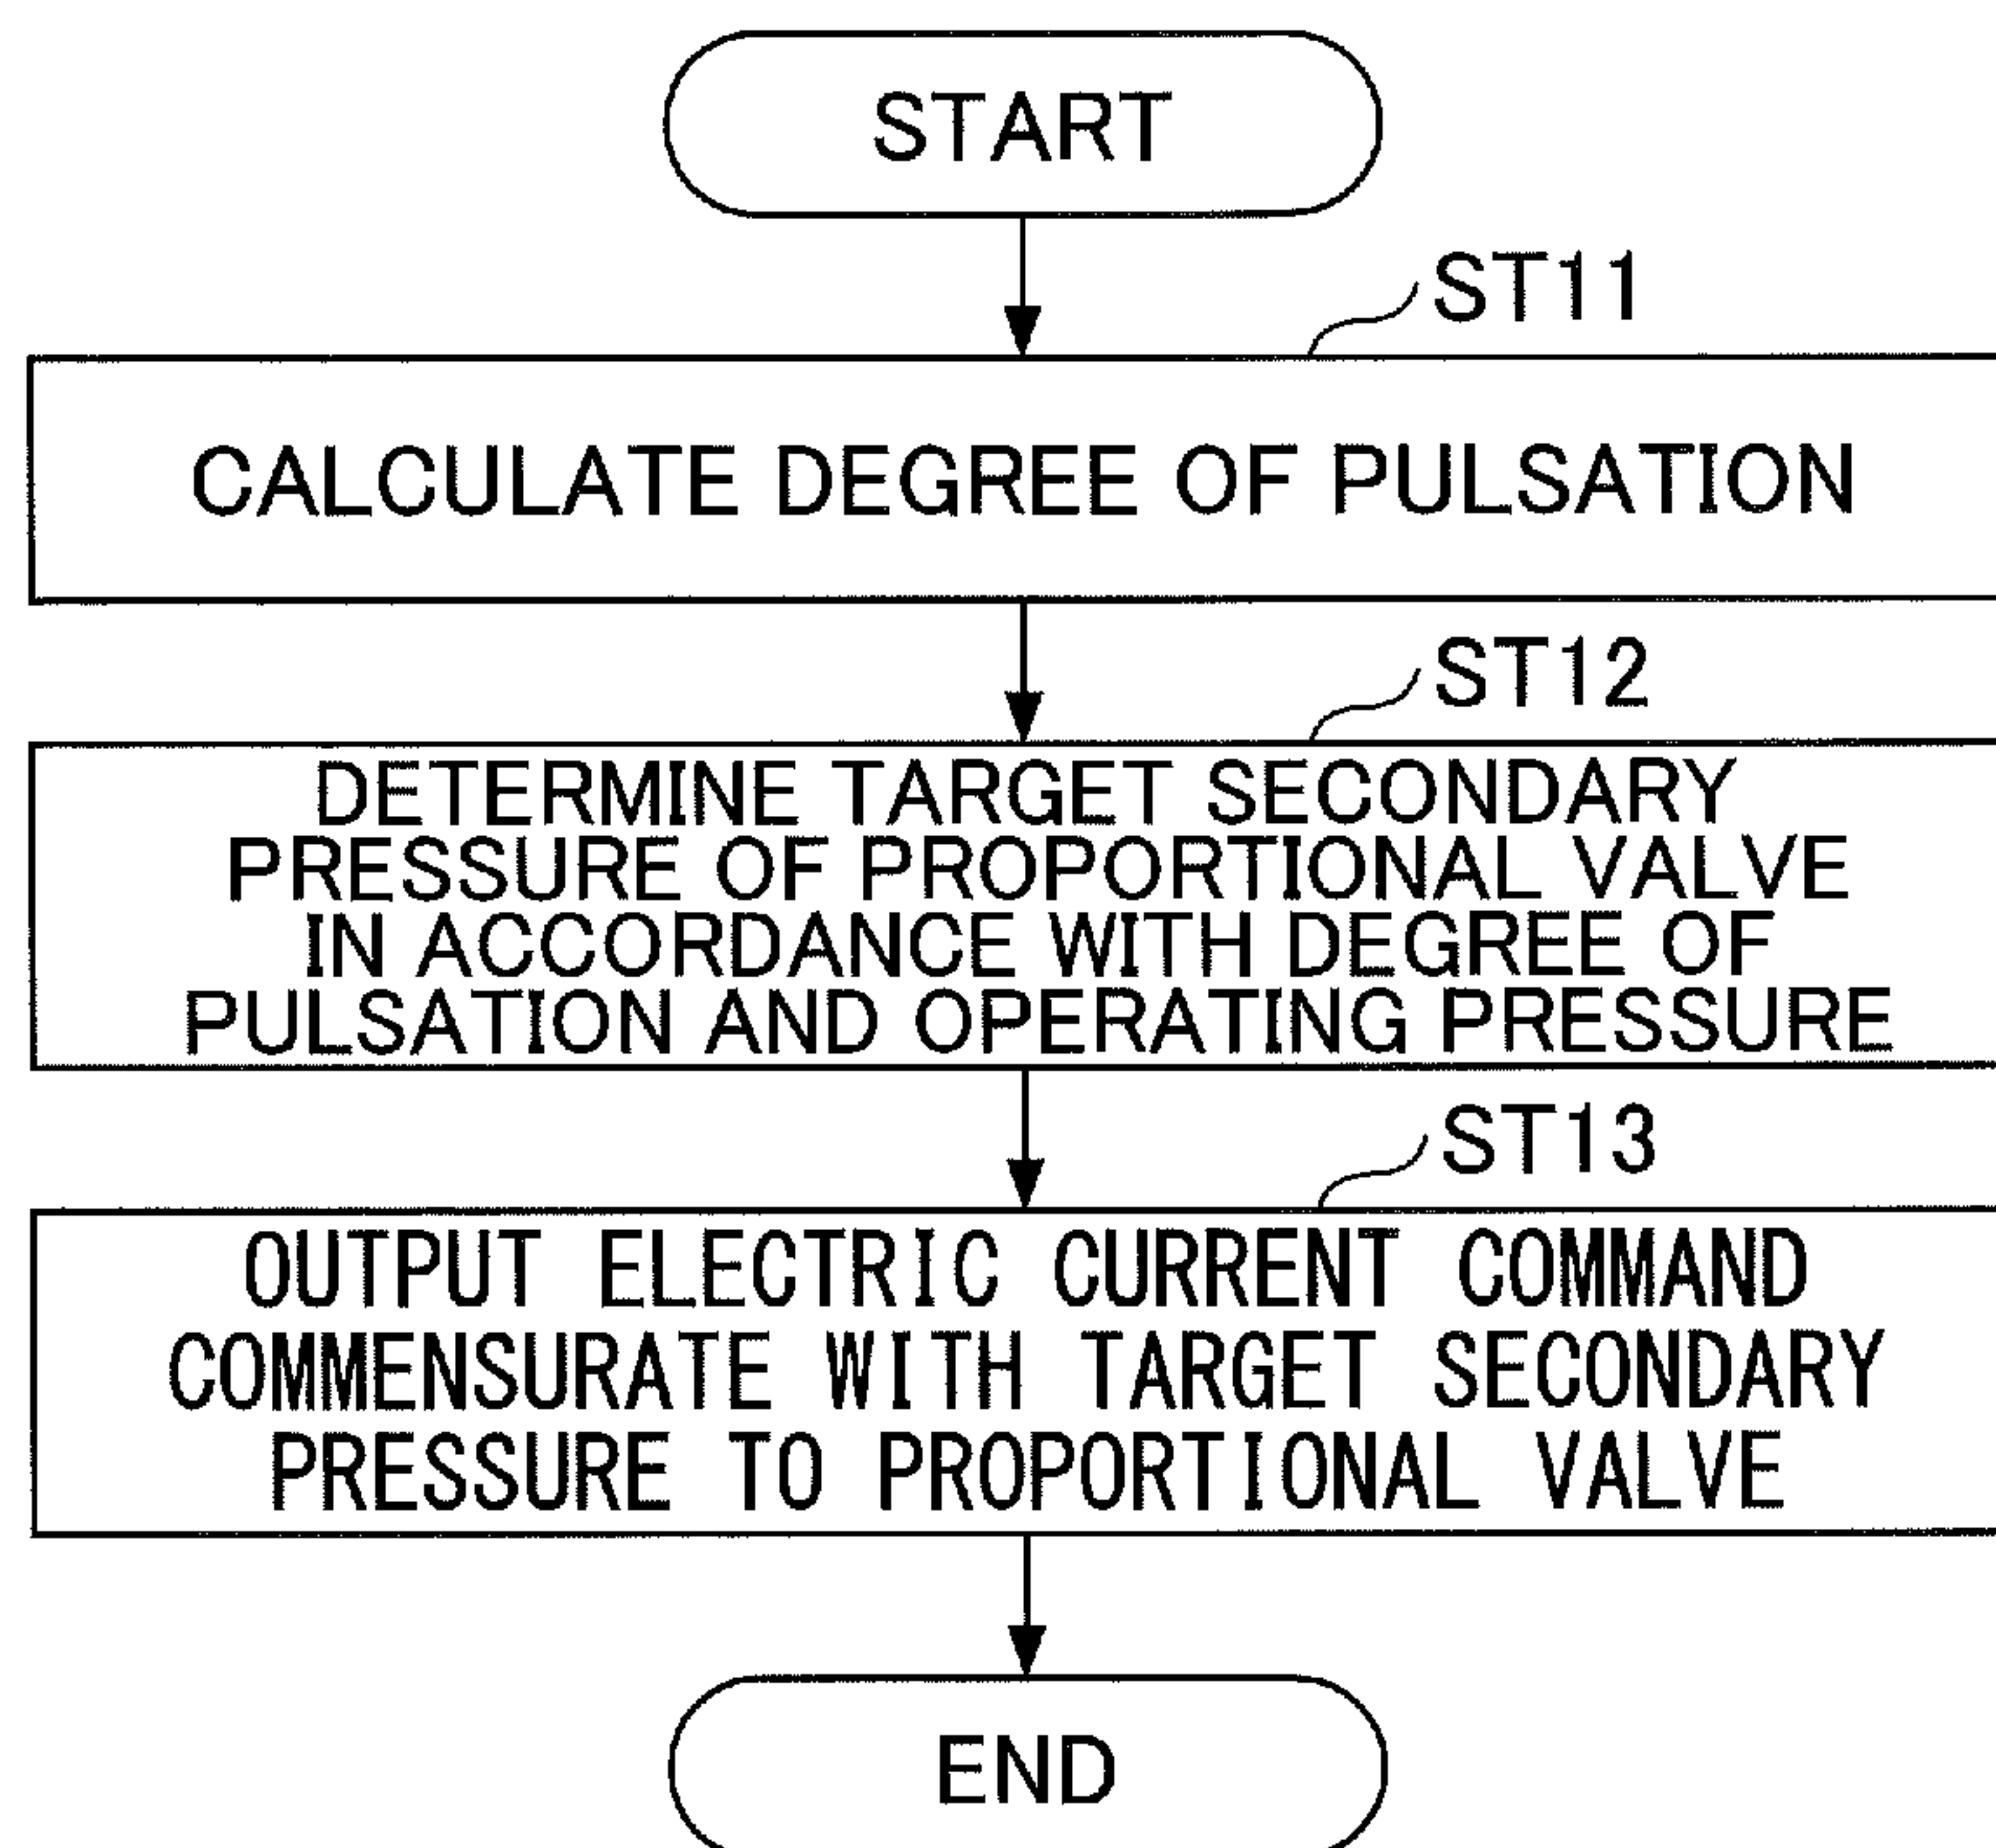 START
ST11
CALCULATE DEGREE OF PULSATION
ST12
DETERMINE TARGET SECONDARY
PRESSURE OF PROPORTIONAL VALVE
IN ACCORDANCE WITH DEGREE OF
PULSATION AND OPERATING PRESSURE
ST13
OUTPUT ELECTRIC CURRENT COMMAND
COMMENSURATE WITH TARGET SECONDARY
PRESSURE TO PROPORTIONAL VALVE
END